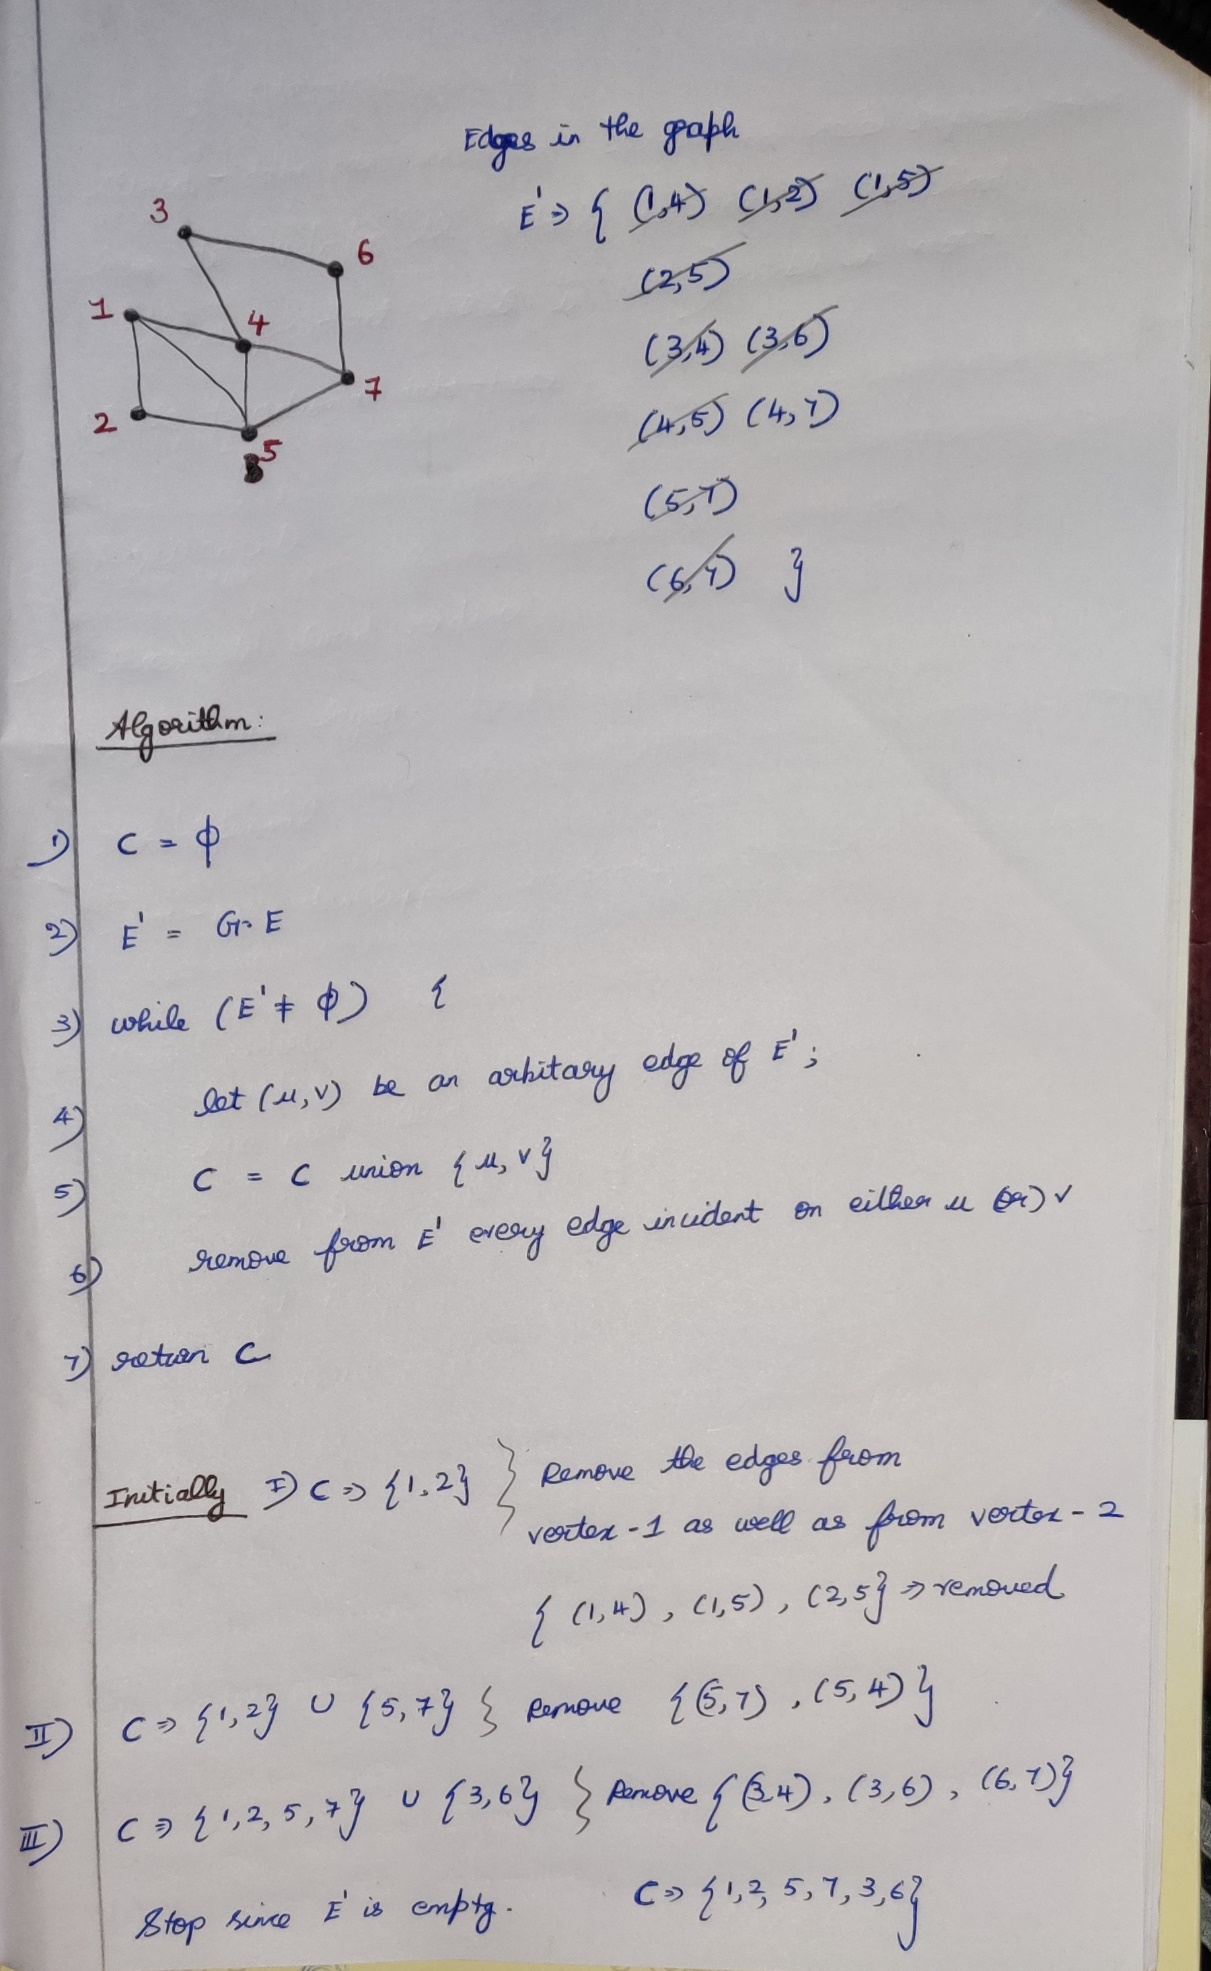 Edges in the graph
E' ⇒ { (1,4) (1,2) (1,5)
(2,5)
(3,4) (3,6)
(4,5) (4,7)
(5,7)
(6,7) }
3
6
1
4
7
2
5
Algorithm:
1) C = ϕ
2) E' = G.E
3) while (E' ≠ ϕ) {
4) let (u,v) be an arbitary edge of E';
5) C = C union {u, v}
6) remove from E' every edge incident on either u (or) v
7) return C
Initially I) C ⇒ {1,2} } Remove the edges from
vertex -1 as well as from vertex - 2
{ (1,4), (1,5), (2,5} ⇒ removed
II) C ⇒ {1,2} ∪ {5,7} } Remove {(5,7), (5,4)}
III) C ⇒ {1,2,5,7} ∪ {3,6} } Remove {(3,4), (3,6), (6,7)}
Stop since E' is empty. C ⇒ {1,2,5,7,3,6}